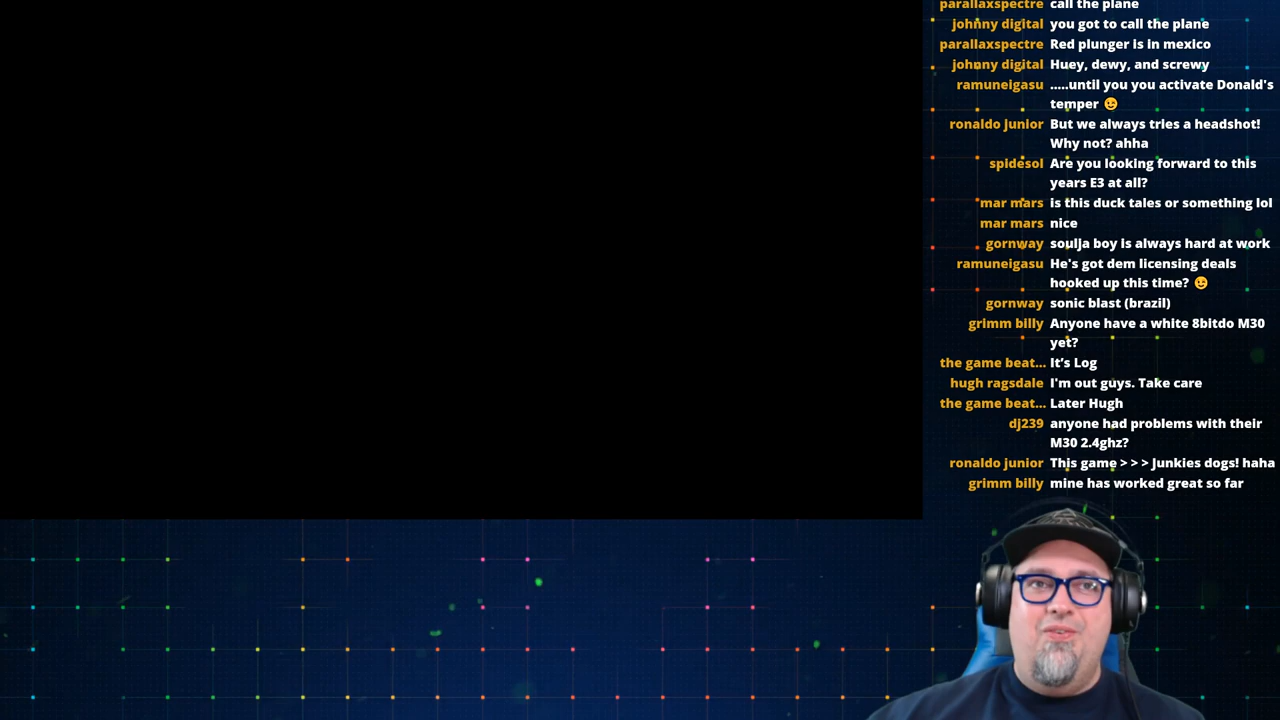 parallaxspectre call the plane
johnny digital you got to call the plane
parallaxspectre Red plunger is in mexico
johnny digital Huey, dewy, and screwy
ramuneigasu .....until you you activate Donald's
temper 😉
ronaldo junior But we always tries a headshot!
Why not? ahha
spidesol Are you looking forward to this
years E3 at all?
mar mars is this duck tales or something lol
mar mars nice
gornway soulja boy is always hard at work
ramuneigasu He's got dem licensing deals
hooked up this time? 😉
gornway sonic blast (brazil)
grimm billy Anyone have a white 8bitdo M30
yet?
the game beat... It’s Log
hugh ragsdale I'm out guys. Take care
the game beat... Later Hugh
dj239 anyone had problems with their
M30 2.4ghz?
ronaldo junior This game > > > Junkies dogs! haha
grimm billy mine has worked great so far